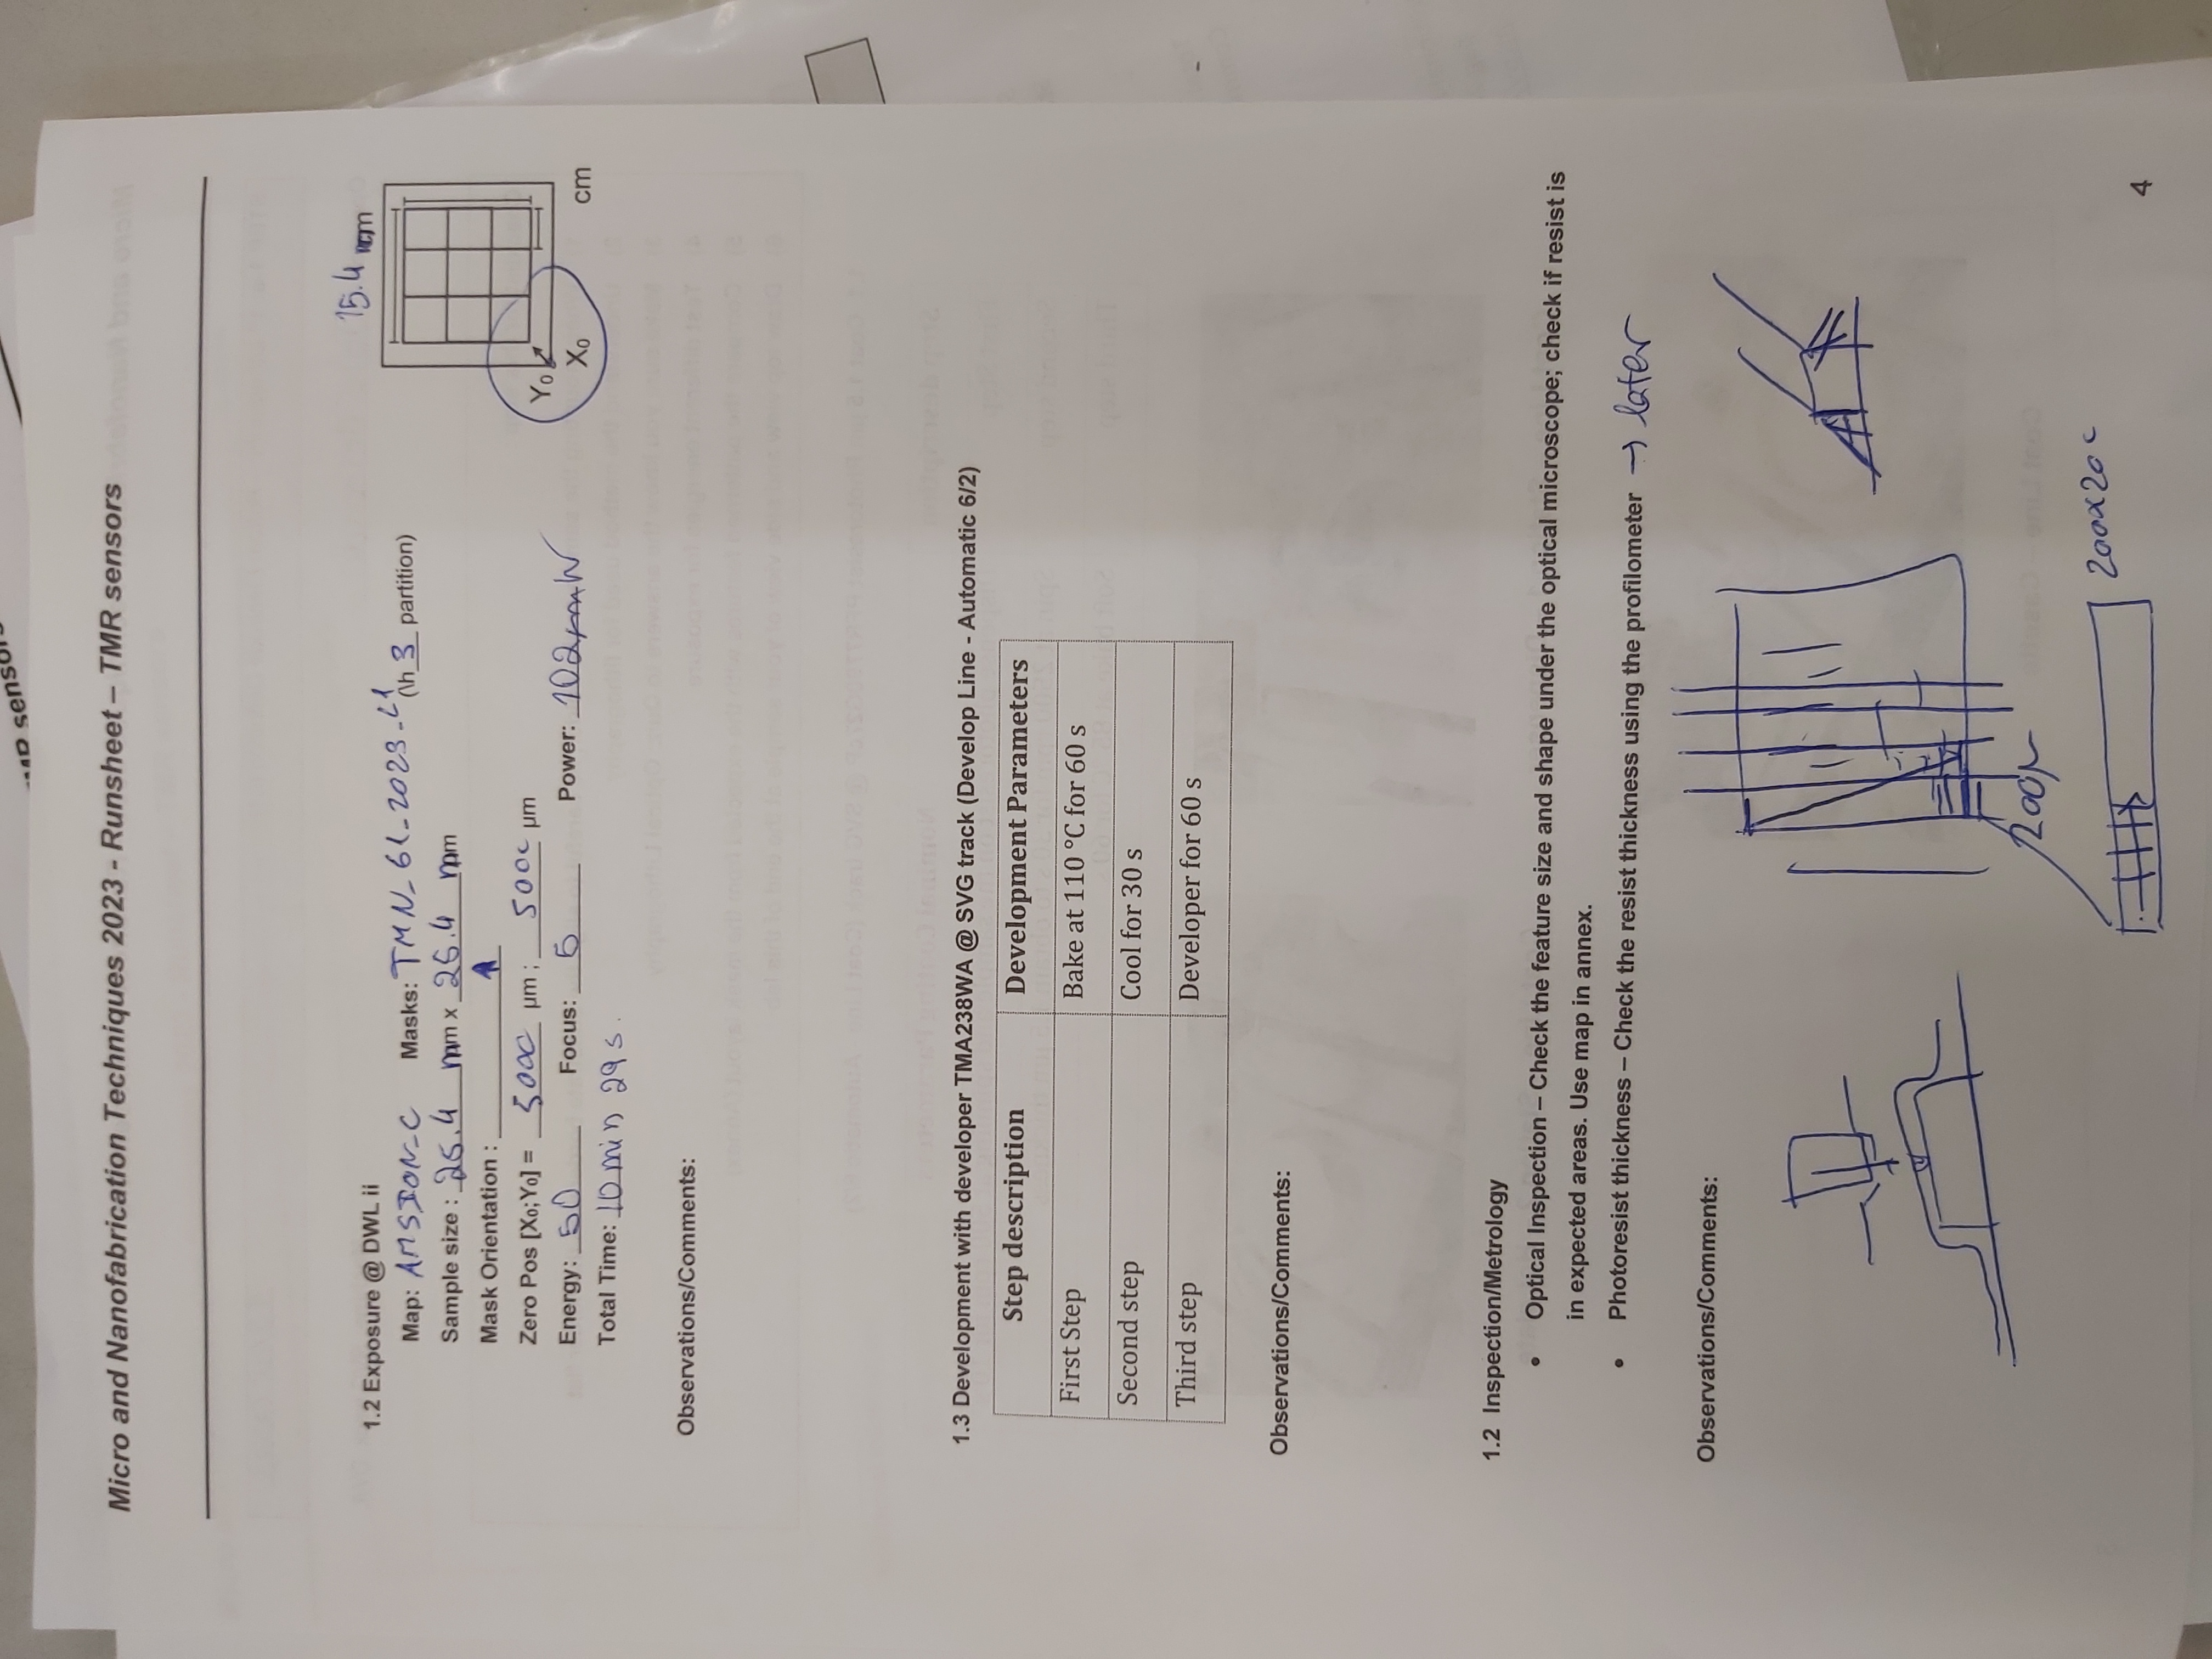 MR sensors
Micro and Nanofabrication Techniques 2023 - Runsheet – TMR sensors
15.4 mm
1.2 Exposure @ DWL ii
Map: AMSION_C Masks: TMN_61_2023_L1 (h 3 partition)
Sample size : 25.4 mm x 25.4 mm
Mask Orientation :
Zero Pos [X0;Y0] = 5000 µm ; 5000 µm
Energy: 50 Focus: 5 Power: 102mW
Total Time: 10 min 29 s.
Y0
X0
cm
Observations/Comments:
1.3 Development with developer TMA238WA @ SVG track (Develop Line - Automatic 6/2)
Step description Development Parameters
First Step Bake at 110 °C for 60 s
Second step Cool for 30 s
Third step Developer for 60 s
Observations/Comments:
1.2 Inspection/Metrology
• Optical Inspection – Check the feature size and shape under the optical microscope; check if resist is
in expected areas. Use map in annex.
• Photoresist thickness – Check the resist thickness using the profilometer → later
Observations/Comments:
200µ
200x200
4